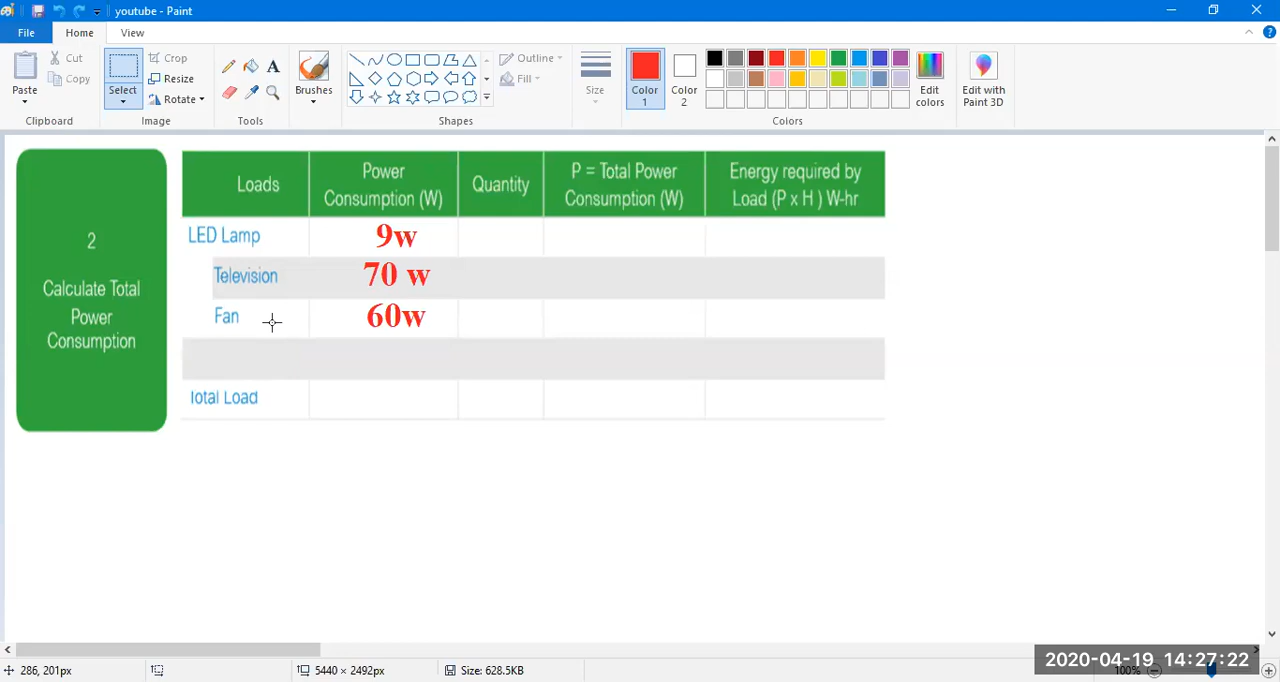 youtube - Paint
File
Home
View
Paste
Cut
Copy
Clipboard
Select
Crop
Resize
Rotate
Image
A
Tools
Brushes
Outline
Fill
Shapes
Size
Color 1
Color 2
Edit colors
Colors
Edit with Paint 3D
2
Calculate Total
Power
Consumption
Loads
Power Consumption (W)
Quantity
P = Total Power Consumption (W)
Energy required by Load (P x H ) W-hr
LED Lamp
9w
Television
70 w
Fan
60w
Total Load
286, 201px
5440 × 2492px
Size: 628.5KB
100%
2020-04-19 14:27:22